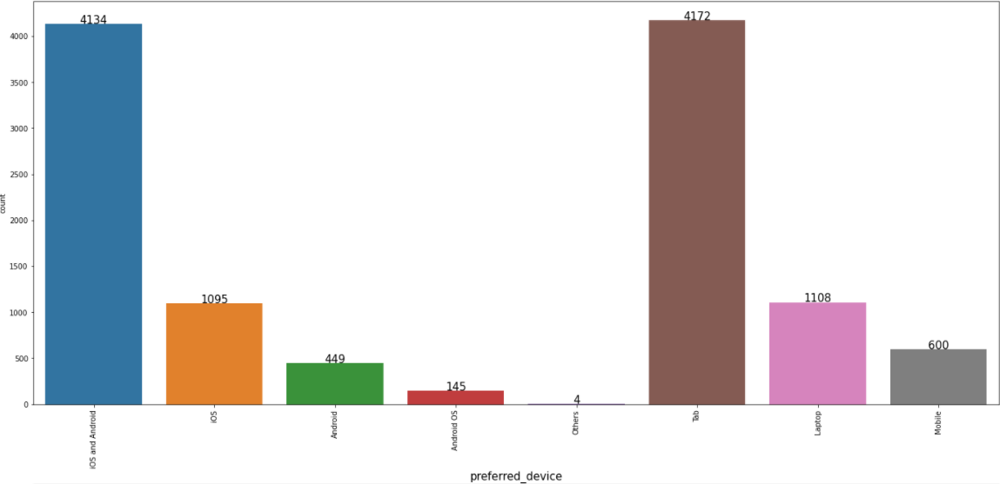 4134
4172
4000
3500
3000
2500
2000
1500
1000
500
0
count
1095
449
145
4
1108
600
iOS and Android
iOS
Android
Android OS
Others
Tab
Laptop
Mobile
preferred_device